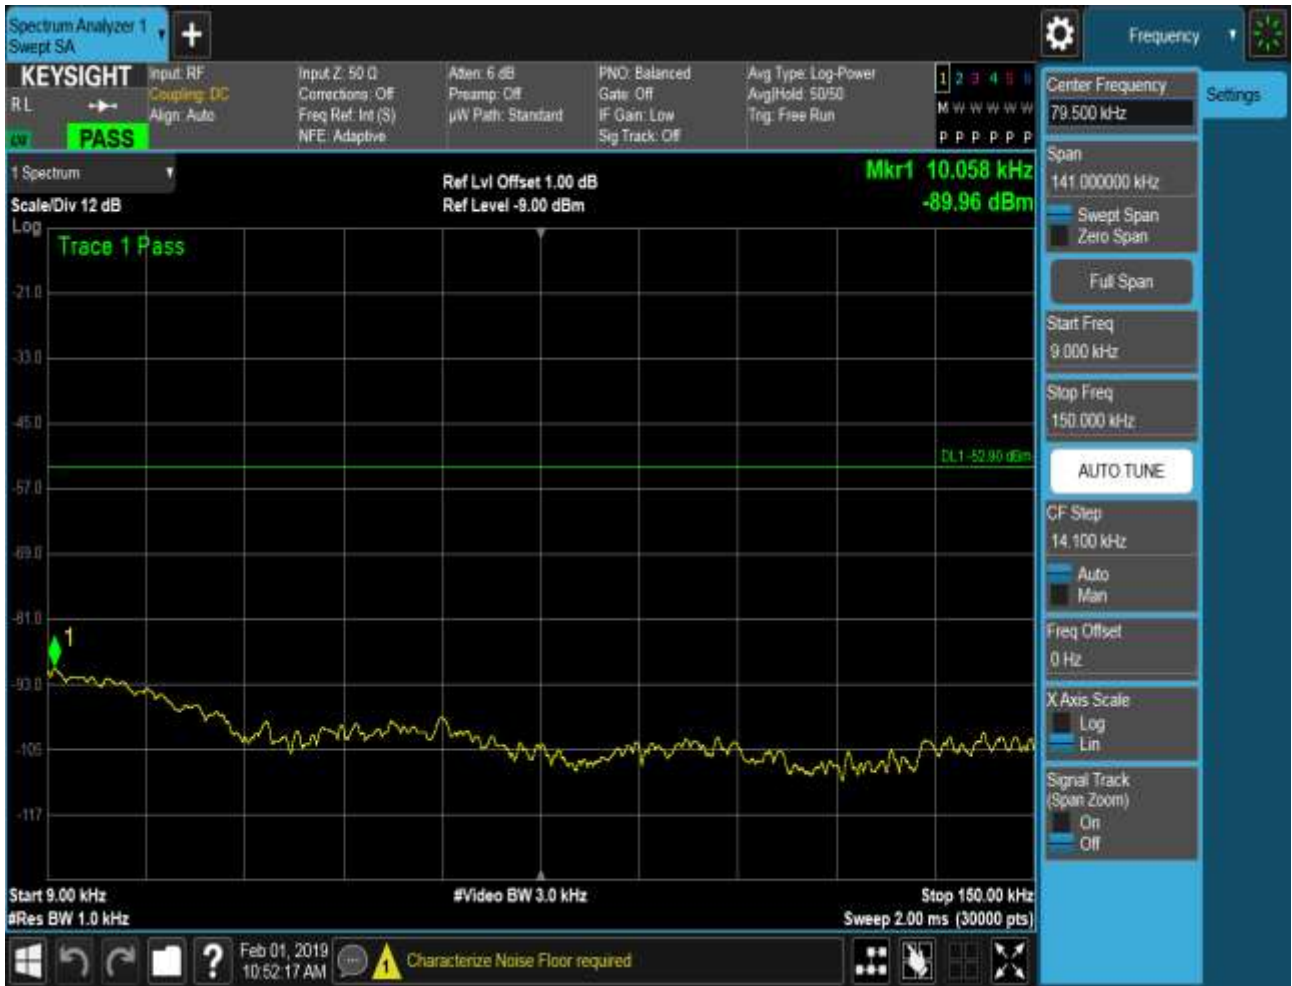 Spectrum Analyzer 1
Swept SA
Frequency
KEYSIGHT
R L
PASS
Input: RF
Coupling: DC
Align: Auto
Input Z: 50 Ω
Corrections: Off
Freq Ref: Int (S)
NFE: Adaptive
Atten: 6 dB
Preamp: Off
µW Path: Standard
PNO: Balanced
Gate: Off
IF Gain: Low
Sig Track: Off
Avg Type: Log-Power
Avg|Hold: 50/50
Trig: Free Run
1 2 3 4 5 6
M W W W W W
P P P P P P
1 Spectrum
Scale/Div 12 dB
Log
Ref Lvl Offset 1.00 dB
Ref Level -9.00 dBm
Mkr1 10.058 kHz
-89.96 dBm
Trace 1 Pass
-21.0
-33.0
-45.0
DL1 -52.90 dBm
-57.0
-69.0
-81.0
1
-93.0
-105
-117
Start 9.00 kHz
#Res BW 1.0 kHz
#Video BW 3.0 kHz
Stop 150.00 kHz
Sweep 2.00 ms (30000 pts)
Center Frequency
79.500 kHz
Settings
Span
141.000000 kHz
Swept Span
Zero Span
Full Span
Start Freq
9.000 kHz
Stop Freq
150.000 kHz
AUTO TUNE
CF Step
14.100 kHz
Auto
Man
Freq Offset
0 Hz
X Axis Scale
Log
Lin
Signal Track
(Span Zoom)
On
Off
?
Feb 01, 2019
10:52:17 AM
1
Characterize Noise Floor required